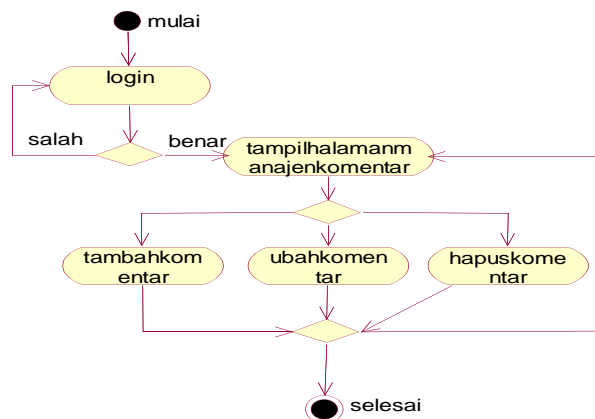 mulai
login
salah
benar
tampilhalamanm
anajenkomentar
tambahkom
entar
ubahkomen
tar
hapuskome
ntar
selesai